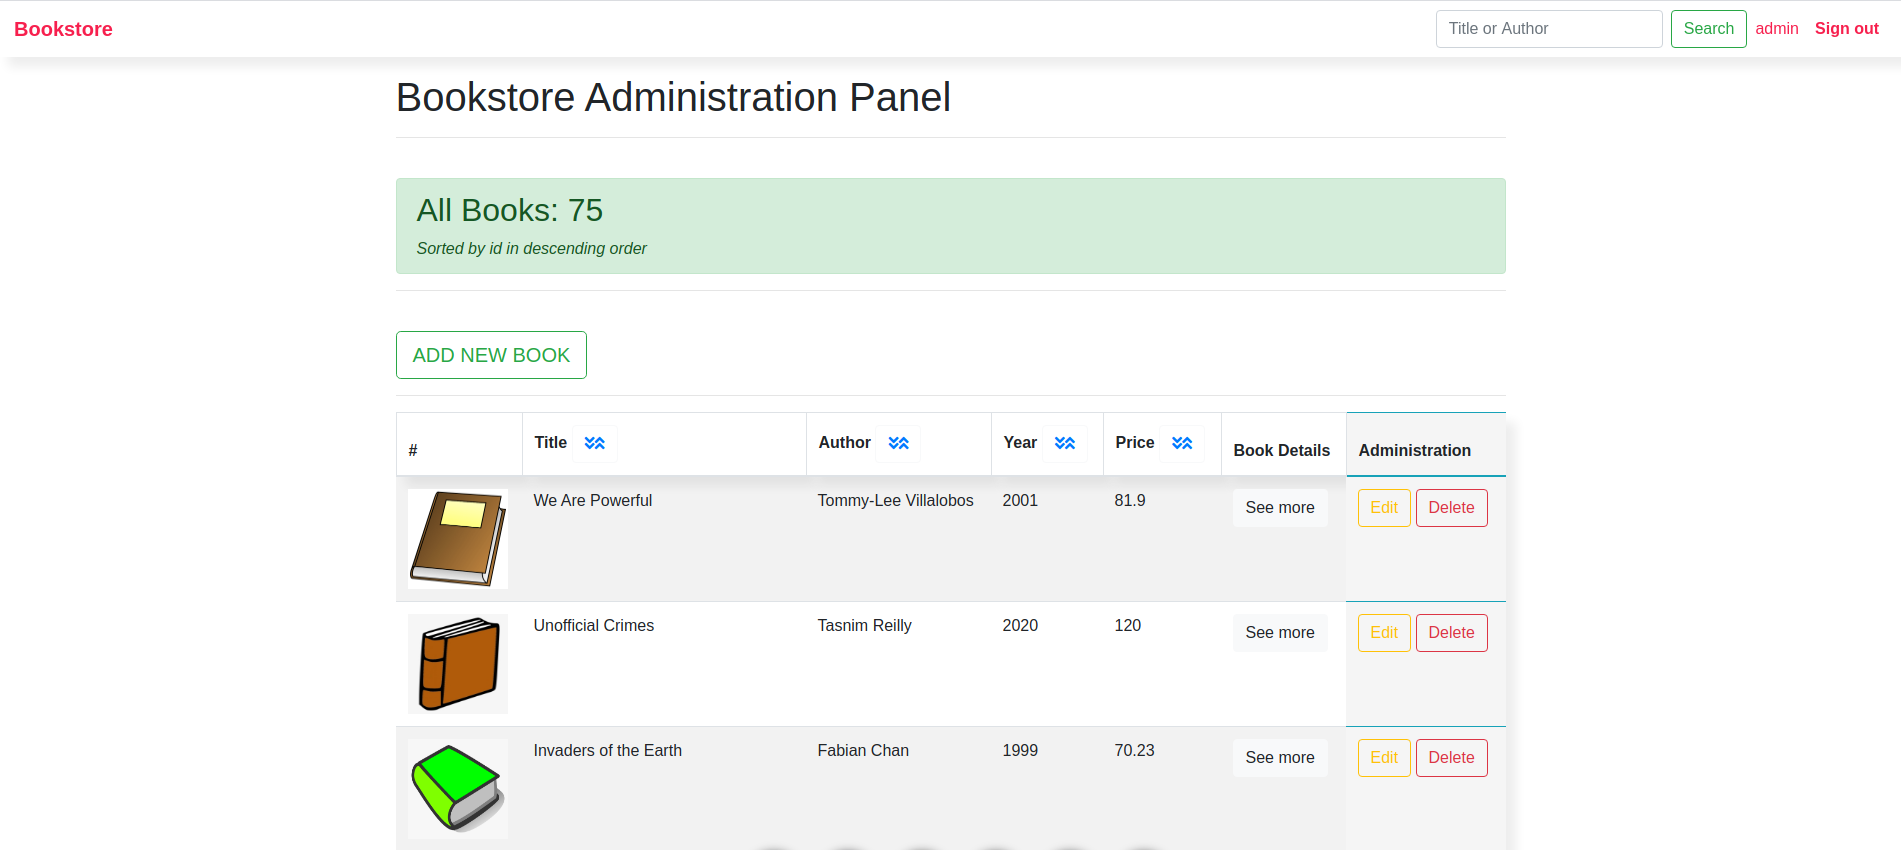 Bookstore
Title or Author Search admin Sign out
Bookstore Administration Panel
All Books: 75
Sorted by id in descending order
ADD NEW BOOK
# Title Author Year Price Book Details Administration
We Are Powerful Tommy-Lee Villalobos 2001 81.9 See more Edit Delete
Unofficial Crimes Tasnim Reilly 2020 120 See more Edit Delete
Invaders of the Earth Fabian Chan 1999 70.23 See more Edit Delete